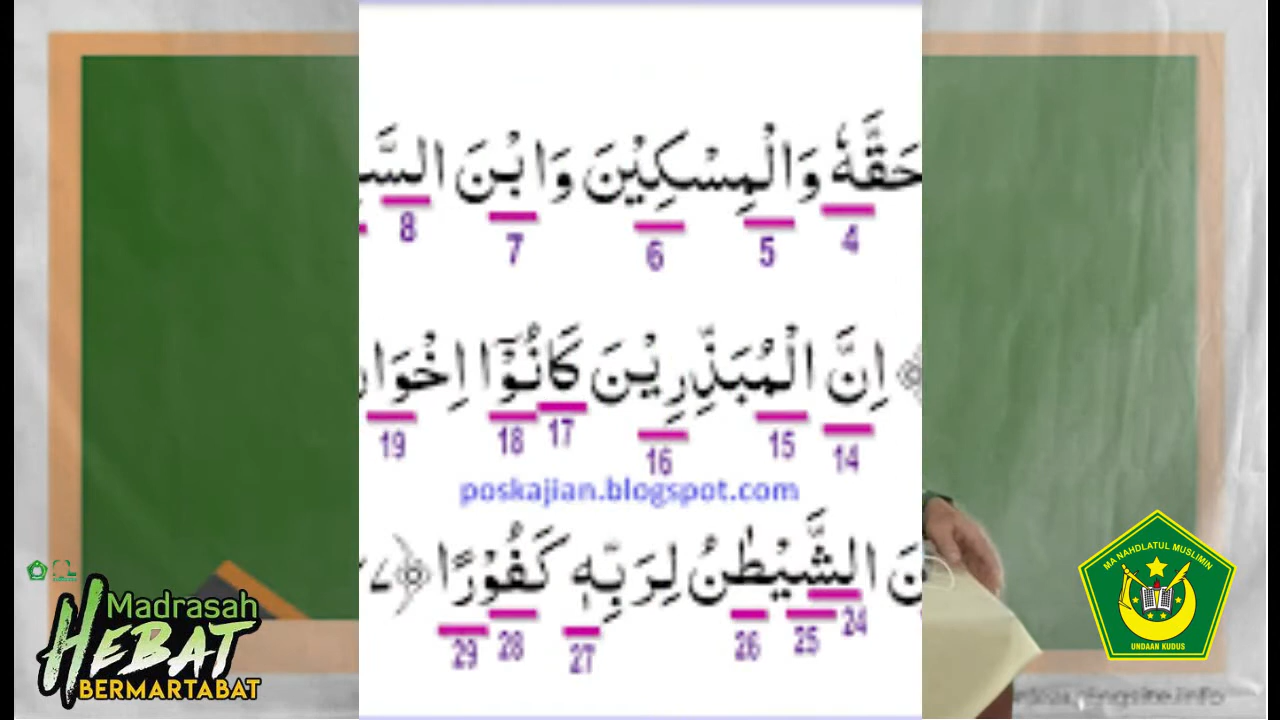 حَقَّهٗ وَالْمِسْكِيْنَ وَابْنَ السَّ
4 5 6 7 8
اِنَّ الْمُبَذِّرِيْنَ كَانُوْٓا اِخْوَا
14 15 16 17 18 19
poskajian.blogspot.com
نَ الشَّيْطٰنُ لِرَبِّهٖ كَفُوْرًا
24 25 26 27 28 29
Madrasah
HEBAT
BERMARTABAT
MA NAHDLATUL MUSLIMIN
UNDAAN KUDUS